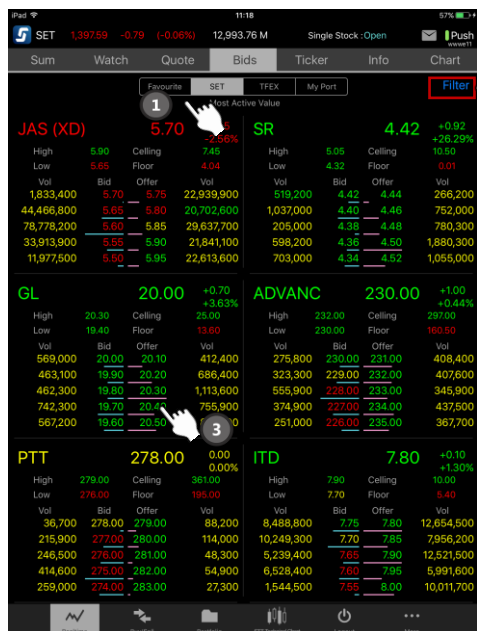 iPad 11:18 57%
SET 1,397.59 -0.79 (-0.06%) 12,993.76 M Single Stock :Open Push
wwwe11
Sum Watch Quote Bids Ticker Info Chart
Favourite SET TFEX My Port Filter
1
Most Active Value
JAS (XD) 5.70
-2.56%
High 5.90 Celling 7.45
Low 5.65 Floor 4.04
Vol Bid Offer Vol
1,833,400 5.70 5.75 22,939,900
44,466,800 5.65 5.80 20,702,600
78,778,200 5.60 5.85 29,637,700
33,913,900 5.55 5.90 21,841,100
11,977,500 5.50 5.95 22,613,600
SR 4.42 +0.92
+26.29%
High 5.05 Celling 10.50
Low 4.32 Floor 0.01
Vol Bid Offer Vol
519,200 4.42 4.44 266,200
1,037,000 4.40 4.46 752,000
205,000 4.38 4.48 780,300
598,200 4.36 4.50 1,880,300
703,000 4.34 4.52 1,055,000
GL 20.00 +0.70
+3.63%
High 20.30 Celling 25.00
Low 19.40 Floor 13.60
Vol Bid Offer Vol
569,000 20.00 20.10 412,400
463,100 19.90 20.20 686,400
462,300 19.80 20.30 1,113,600
742,300 19.70 20.40 755,900
567,200 19.60 20.50
3
ADVANC 230.00 +1.00
+0.44%
High 232.00 Celling 297.00
Low 230.00 Floor 160.50
Vol Bid Offer Vol
275,800 230.00 231.00 408,400
323,300 229.00 232.00 407,600
555,900 228.00 233.00 345,900
374,900 227.00 234.00 437,500
251,000 226.00 235.00 367,700
PTT 278.00 0.00
0.00%
High 279.00 Celling 361.00
Low 276.00 Floor 195.00
Vol Bid Offer Vol
36,700 278.00 279.00 88,200
215,900 277.00 280.00 114,000
246,500 276.00 281.00 48,300
414,600 275.00 282.00 54,900
259,000 274.00 283.00 27,300
ITD 7.80 +0.10
+1.30%
High 7.90 Celling 10.00
Low 7.70 Floor 5.40
Vol Bid Offer Vol
8,488,800 7.75 7.80 12,654,500
10,249,300 7.70 7.85 7,956,200
5,239,400 7.65 7.90 12,521,500
6,528,400 7.60 7.95 5,991,600
1,544,500 7.55 8.00 10,011,700